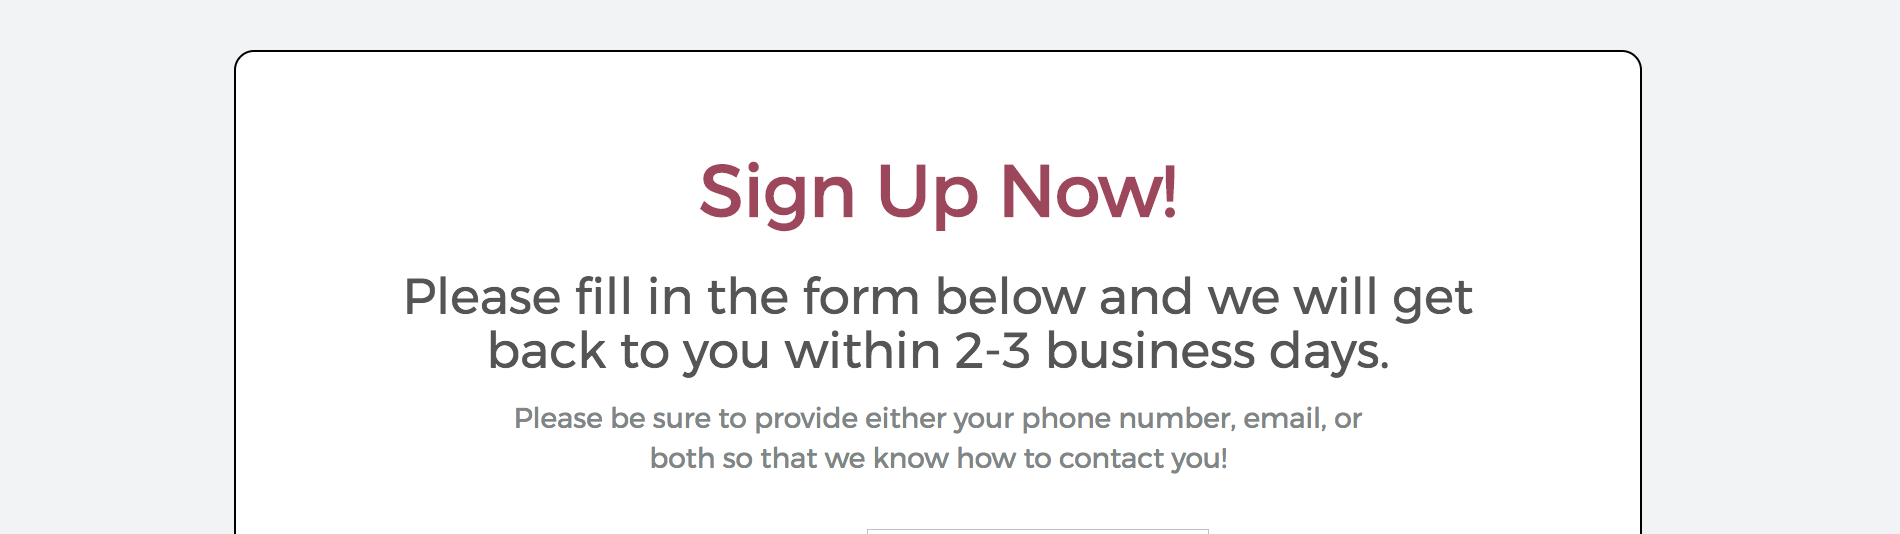 Sign Up Now!
Please fill in the form below and we will get
back to you within 2-3 business days.
Please be sure to provide either your phone number, email, or
both so that we know how to contact you!